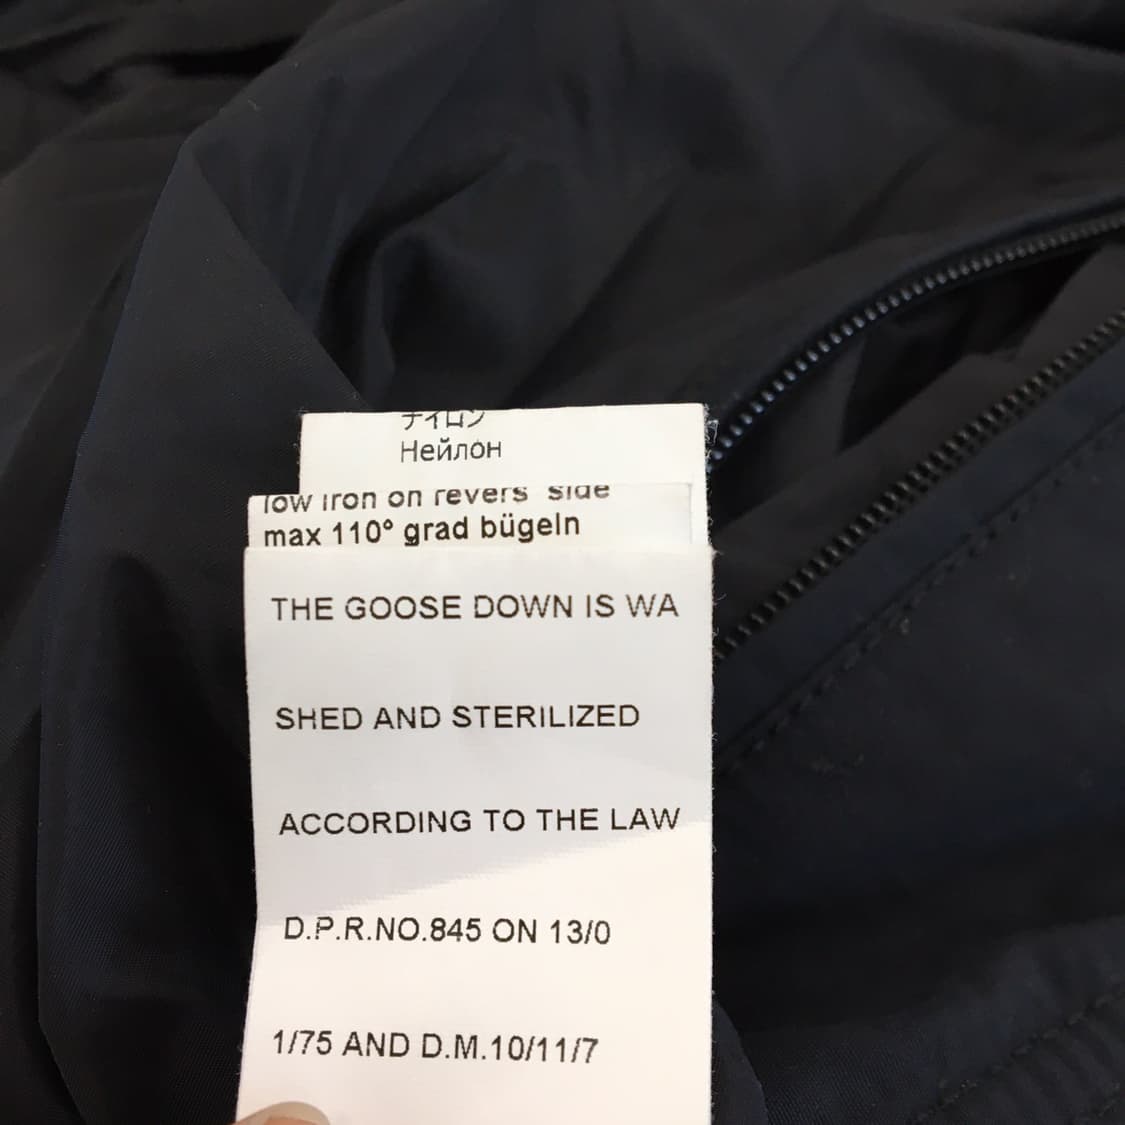 ナイロン
Нейлон
low iron on revers side
max 110° grad bügeln
THE GOOSE DOWN IS WA
SHED AND STERILIZED
ACCORDING TO THE LAW
D.P.R.NO.845 ON 13/0
1/75 AND D.M.10/11/7